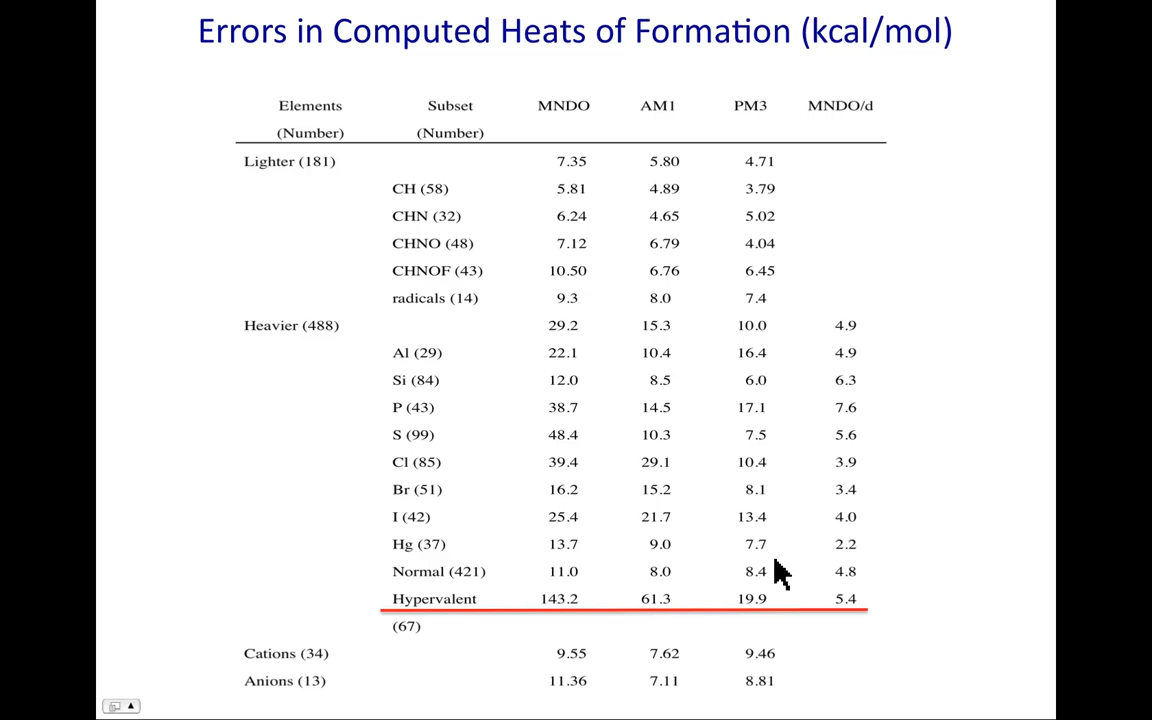 Errors in Computed Heats of Formation (kcal/mol)
Elements Subset MNDO AM1 PM3 MNDO/d
(Number) (Number)
Lighter (181) 7.35 5.80 4.71
CH (58) 5.81 4.89 3.79
CHN (32) 6.24 4.65 5.02
CHNO (48) 7.12 6.79 4.04
CHNOF (43) 10.50 6.76 6.45
radicals (14) 9.3 8.0 7.4
Heavier (488) 29.2 15.3 10.0 4.9
Al (29) 22.1 10.4 16.4 4.9
Si (84) 12.0 8.5 6.0 6.3
P (43) 38.7 14.5 17.1 7.6
S (99) 48.4 10.3 7.5 5.6
Cl (85) 39.4 29.1 10.4 3.9
Br (51) 16.2 15.2 8.1 3.4
I (42) 25.4 21.7 13.4 4.0
Hg (37) 13.7 9.0 7.7 2.2
Normal (421) 11.0 8.0 8.4 4.8
Hypervalent 143.2 61.3 19.9 5.4
(67)
Cations (34) 9.55 7.62 9.46
Anions (13) 11.36 7.11 8.81